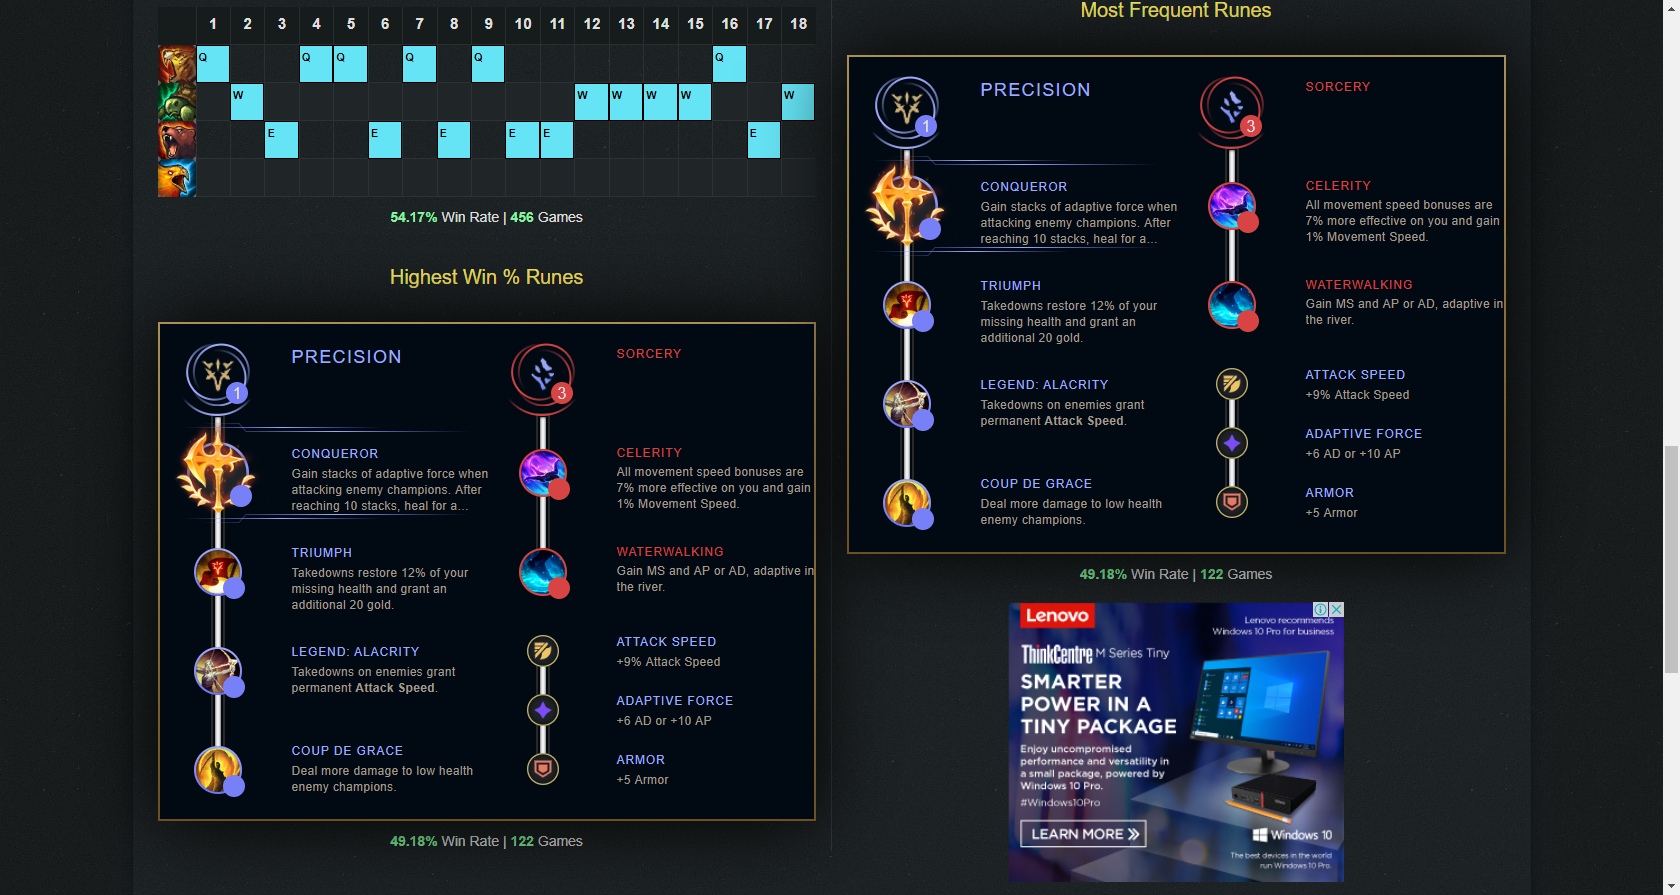 1 2 3 4 5 6 7 8 9 10 11 12 13 14 15 16 17 18
Q Q Q Q Q Q
W W W W W W
E E E E E E
54.17% Win Rate | 456 Games
Highest Win % Runes
PRECISION
1
CONQUEROR
Gain stacks of adaptive force when
attacking enemy champions. After
reaching 10 stacks, heal for a...
TRIUMPH
Takedowns restore 12% of your
missing health and grant an
additional 20 gold.
LEGEND: ALACRITY
Takedowns on enemies grant
permanent Attack Speed.
COUP DE GRACE
Deal more damage to low health
enemy champions.
SORCERY
3
CELERITY
All movement speed bonuses are
7% more effective on you and gain
1% Movement Speed.
WATERWALKING
Gain MS and AP or AD, adaptive in
the river.
ATTACK SPEED
+9% Attack Speed
ADAPTIVE FORCE
+6 AD or +10 AP
ARMOR
+5 Armor
49.18% Win Rate | 122 Games
Most Frequent Runes
PRECISION
1
CONQUEROR
Gain stacks of adaptive force when
attacking enemy champions. After
reaching 10 stacks, heal for a...
TRIUMPH
Takedowns restore 12% of your
missing health and grant an
additional 20 gold.
LEGEND: ALACRITY
Takedowns on enemies grant
permanent Attack Speed.
COUP DE GRACE
Deal more damage to low health
enemy champions.
SORCERY
3
CELERITY
All movement speed bonuses are
7% more effective on you and gain
1% Movement Speed.
WATERWALKING
Gain MS and AP or AD, adaptive in
the river.
ATTACK SPEED
+9% Attack Speed
ADAPTIVE FORCE
+6 AD or +10 AP
ARMOR
+5 Armor
49.18% Win Rate | 122 Games
Lenovo
Lenovo recommends
Windows 10 Pro for business
ThinkCentre M Series Tiny
SMARTER
POWER IN A
TINY PACKAGE
Enjoy uncompromised
performance and versatility in
a small package, powered by
Windows 10 Pro.
#Windows10Pro
LEARN MORE
Windows 10
The best devices in the world
run Windows 10 Pro.